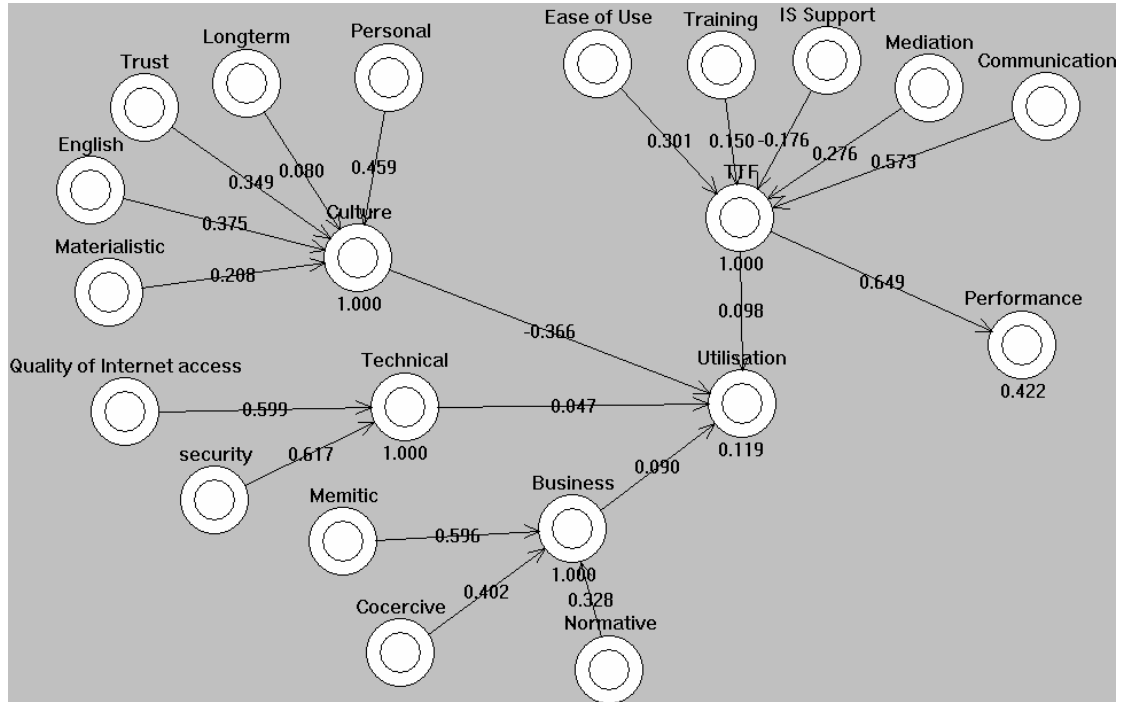 Ease of Use
Training
IS Support
Longterm
Personal
Mediation
Trust
Communication
English
0.301
0.150
-0.176
0.080
0.459
0.276
0.573
0.349
TTF
Culture
0.375
Materialistic
0.208
1.000
1.000
0.649
Performance
0.098
-0.366
Quality of Internet access
Technical
Utilisation
0.422
0.599
0.047
security
0.617
1.000
0.119
0.090
Business
Memitic
0.596
1.000
0.402
0.328
Cocercive
Normative